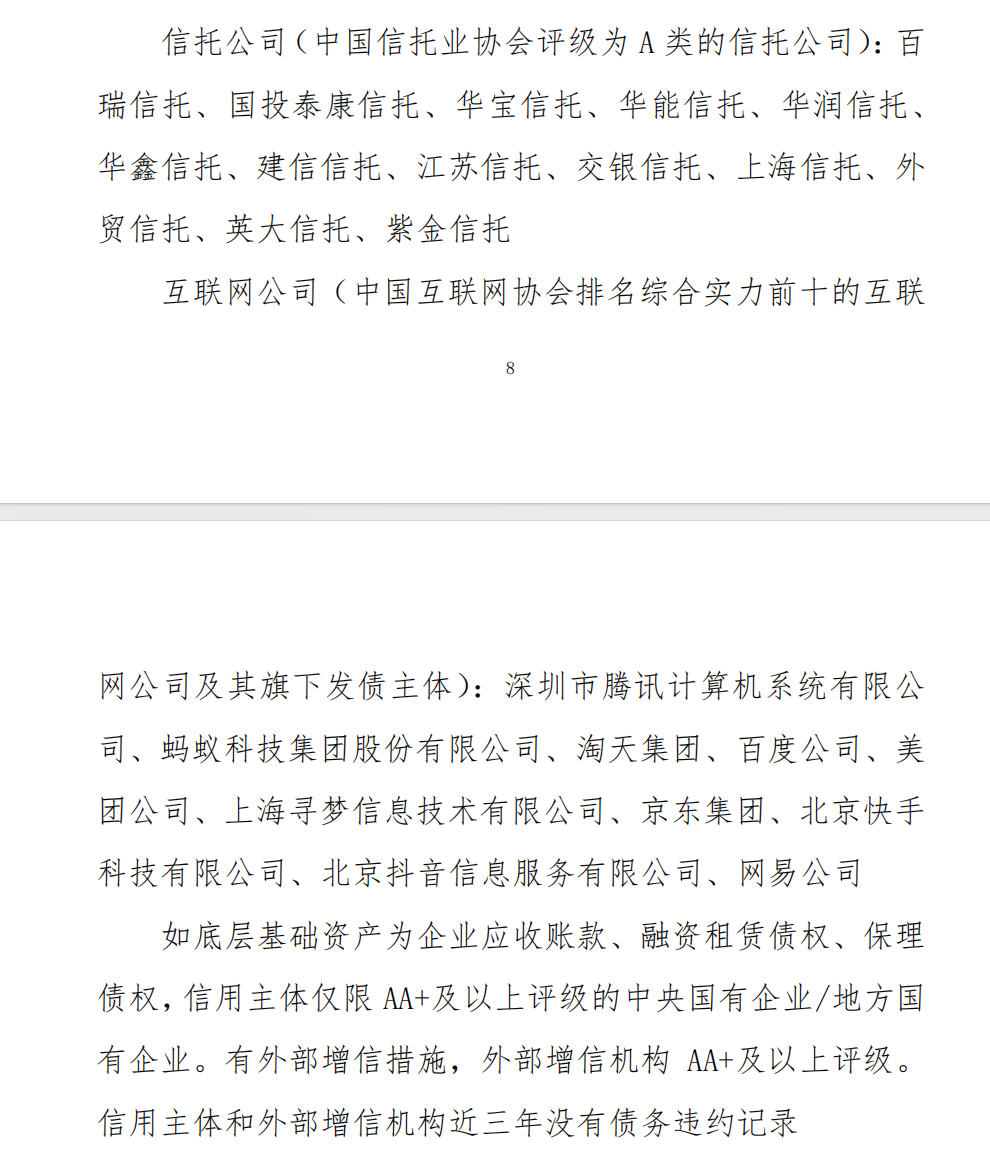 信托公司（中国信托业协会评级为 A 类的信托公司）：百
瑞信托、国投泰康信托、华宝信托、华能信托、华润信托、
华鑫信托、建信信托、江苏信托、交银信托、上海信托、外
贸信托、英大信托、紫金信托
互联网公司（中国互联网协会排名综合实力前十的互联
8
网公司及其旗下发债主体）：深圳市腾讯计算机系统有限公
司、蚂蚁科技集团股份有限公司、淘天集团、百度公司、美
团公司、上海寻梦信息技术有限公司、京东集团、北京快手
科技有限公司、北京抖音信息服务有限公司、网易公司
如底层基础资产为企业应收账款、融资租赁债权、保理
债权，信用主体仅限 AA+及以上评级的中央国有企业/地方国
有企业。有外部增信措施，外部增信机构 AA+及以上评级。
信用主体和外部增信机构近三年没有债务违约记录